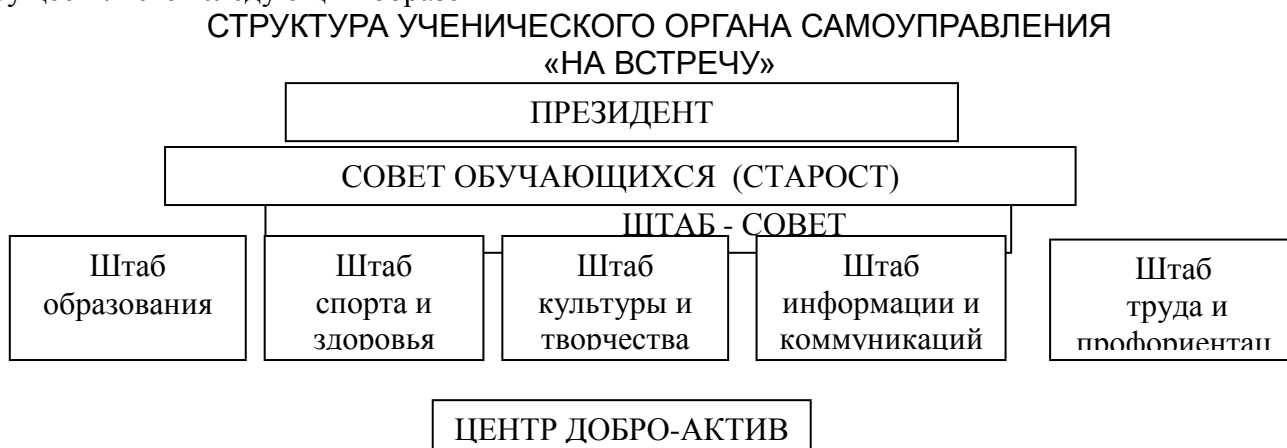 СТРУКТУРА УЧЕНИЧЕСКОГО ОРГАНА САМОУПРАВЛЕНИЯ
«НА ВСТРЕЧУ»
ПРЕЗИДЕНТ
СОВЕТ ОБУЧАЮЩИХСЯ (СТАРОСТ)
ШТАБ - СОВЕТ
Штаб
образования
Штаб
спорта и
здоровья
Штаб
культуры и
творчества
Штаб
информации и
коммуникаций
Штаб
труда и
профориентац
ЦЕНТР ДОБРО-АКТИВ